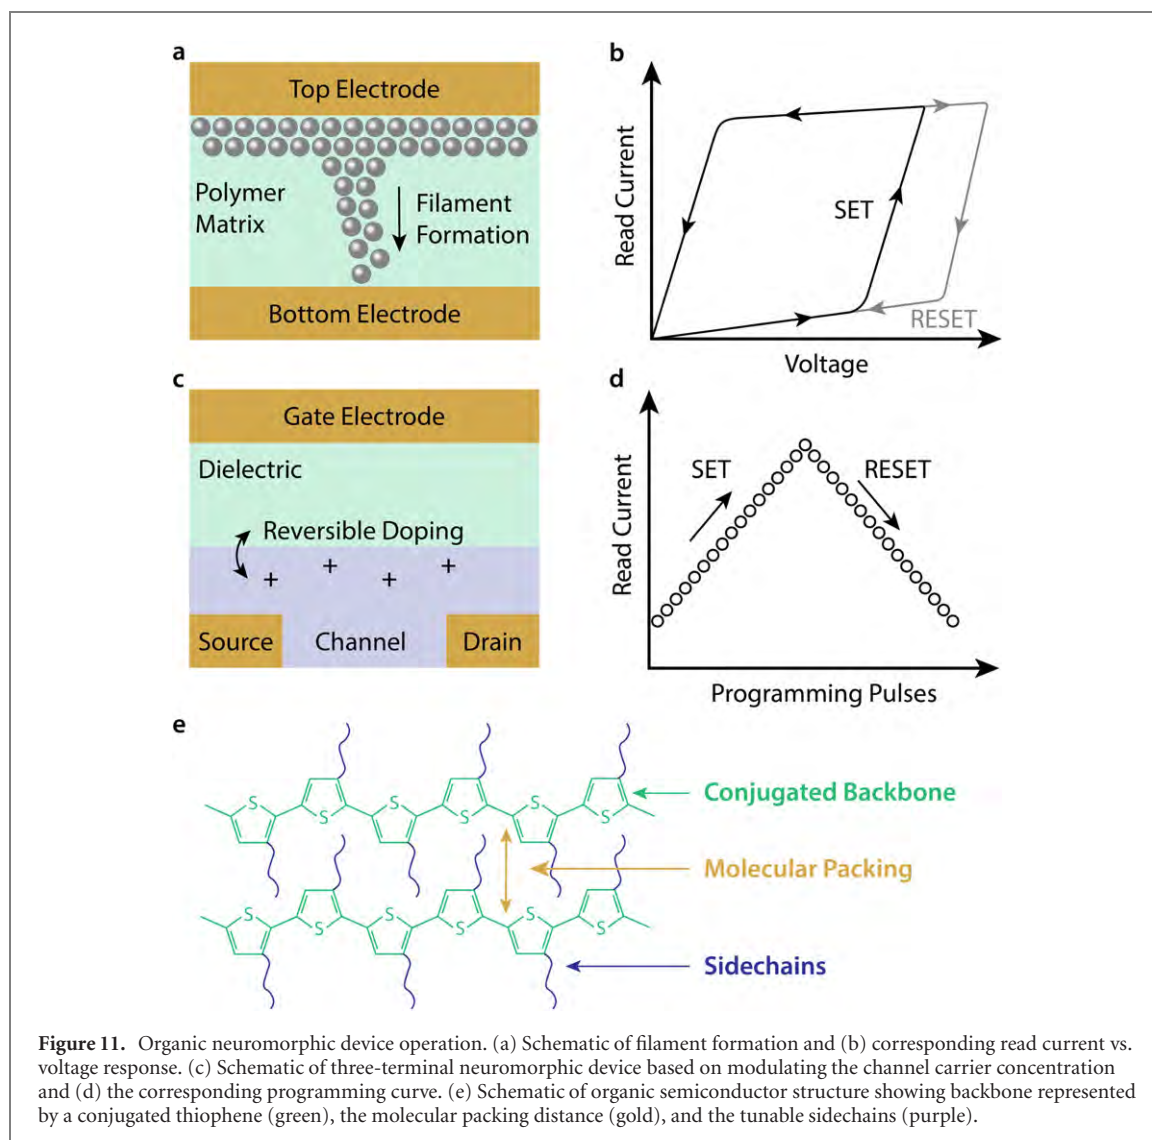 a
Top Electrode
Polymer
Matrix
Filament
Formation
Bottom Electrode
b
Read Current
SET
RESET
Voltage
c
Gate Electrode
Dielectric
Reversible Doping
+ + + +
Source
Channel
Drain
d
Read Current
SET
RESET
Programming Pulses
e
S S S S S S
Conjugated Backbone
Molecular Packing
S S S S S S
Sidechains
Figure 11. Organic neuromorphic device operation. (a) Schematic of filament formation and (b) corresponding read current vs.
voltage response. (c) Schematic of three-terminal neuromorphic device based on modulating the channel carrier concentration
and (d) the corresponding programming curve. (e) Schematic of organic semiconductor structure showing backbone represented
by a conjugated thiophene (green), the molecular packing distance (gold), and the tunable sidechains (purple).